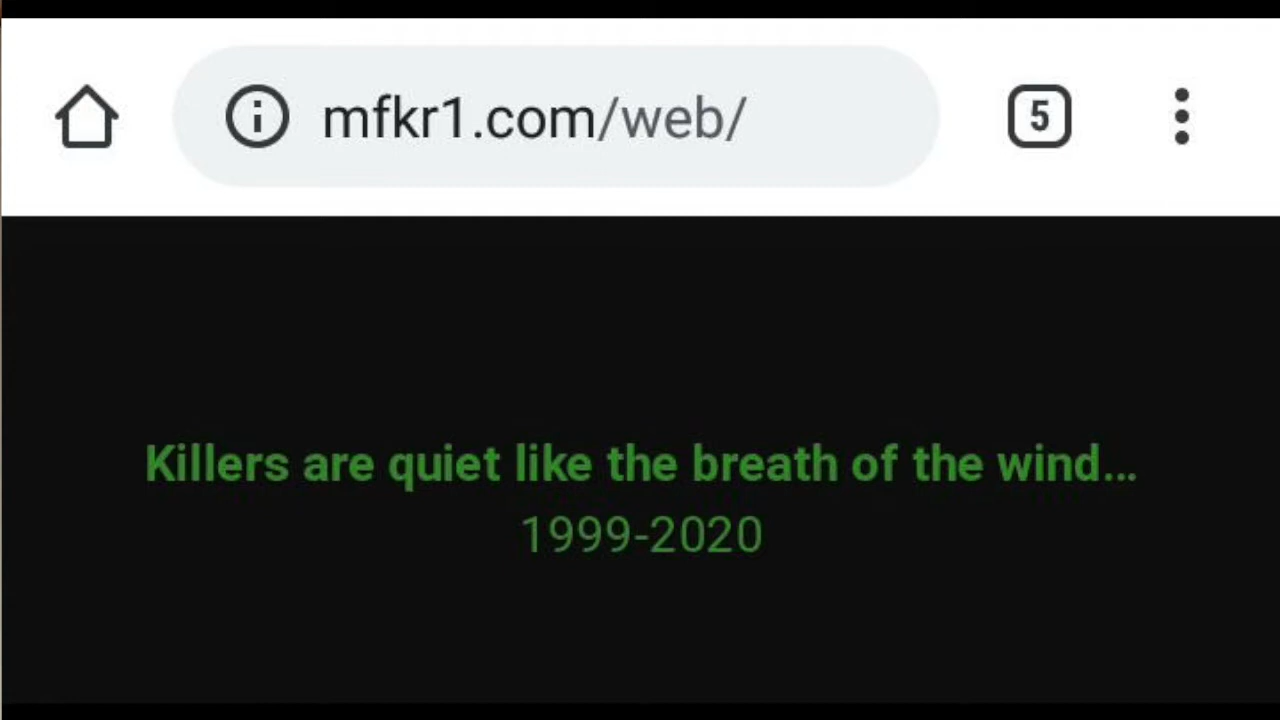 mfkr1.com/web/
5
Killers are quiet like the breath of the wind...
1999-2020